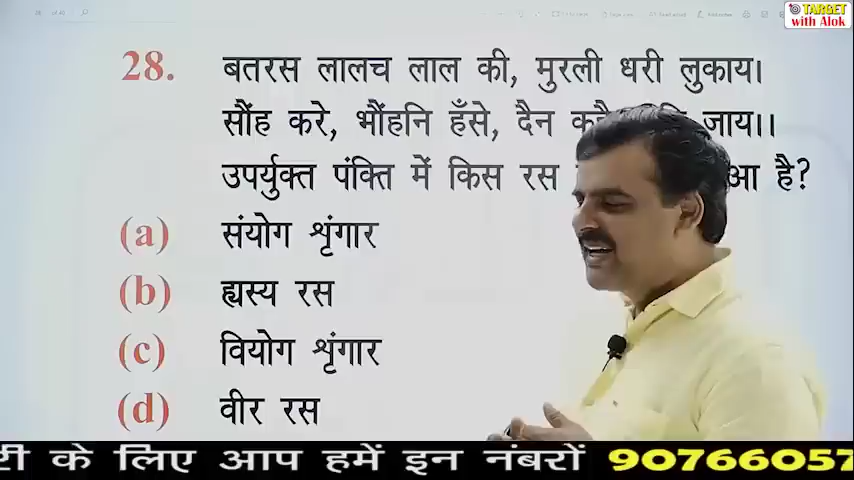 TARGET
with Alok
28. बतरस लालच लाल की, मुरली धरी लुकाय।
सौंह करे, भौंहनि हँसे, दैन जाय।।
उपर्युक्त पंक्ति में किस रस है?
(a) संयोग शृंगार
(b) ह्यस्य रस
(c) वियोग शृंगार
(d) वीर रस
के लिए आप हमें इन नंबरों 90766057